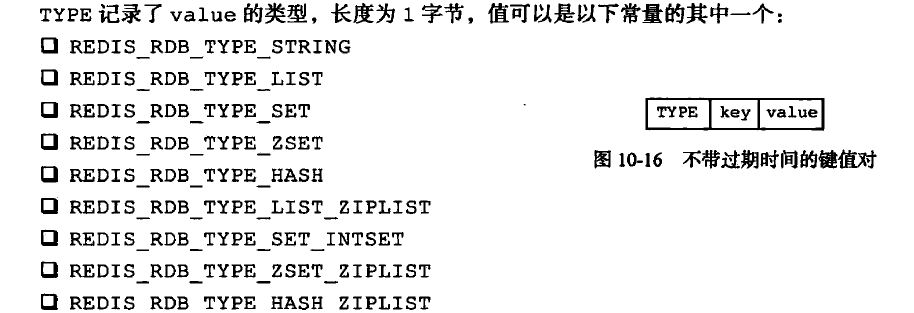 TYPE 记录了 value 的类型，长度为 1 字节，值可以是以下常量的其中一个：
REDIS_RDB_TYPE_STRING
REDIS_RDB_TYPE_LIST
REDIS_RDB_TYPE_SET
REDIS_RDB_TYPE_ZSET
REDIS_RDB_TYPE_HASH
REDIS_RDB_TYPE_LIST_ZIPLIST
REDIS_RDB_TYPE_SET_INTSET
REDIS_RDB_TYPE_ZSET_ZIPLIST
REDIS_RDB_TYPE_HASH_ZIPLIST
TYPE key value
图 10-16 不带过期时间的键值对